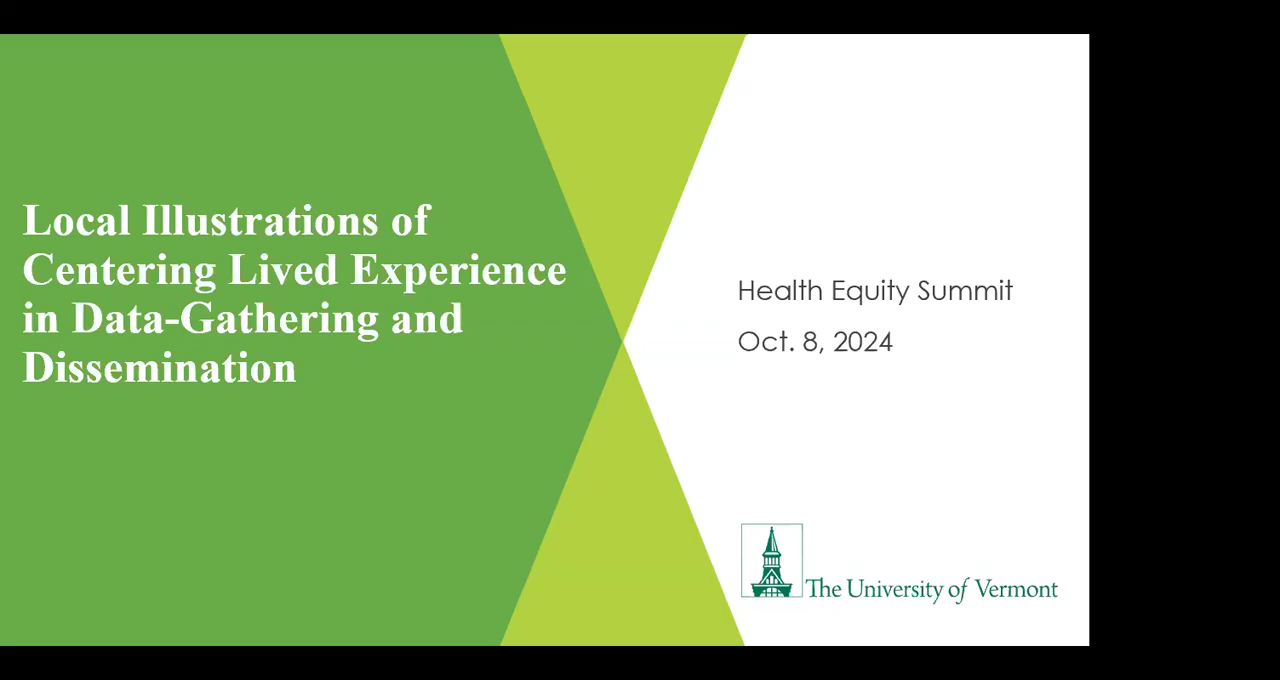 Local Illustrations of
Centering Lived Experience
in Data-Gathering and
Dissemination
Health Equity Summit
Oct. 8, 2024
The University of Vermont